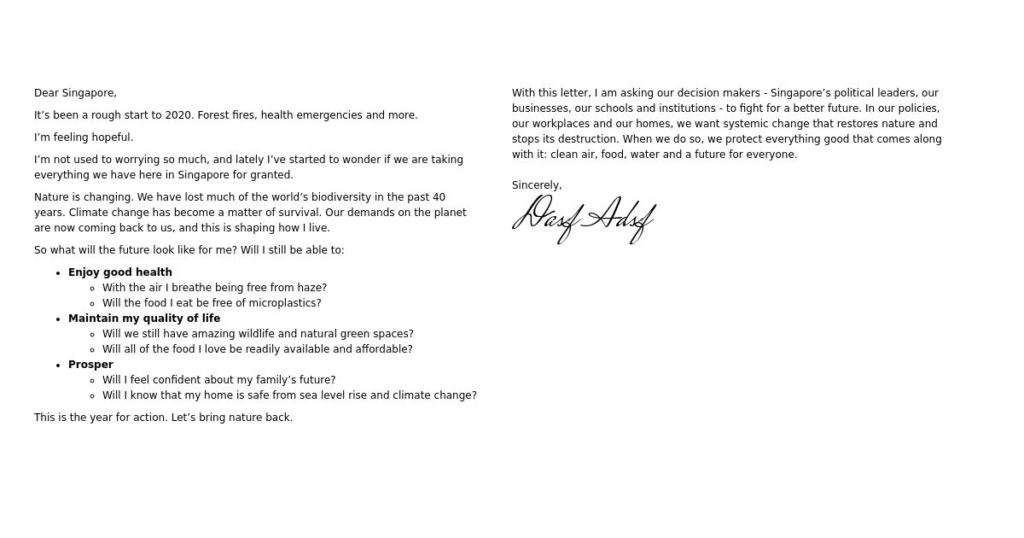 Dear Singapore,
It’s been a rough start to 2020. Forest fires, health emergencies and more.
I’m feeling hopeful.
I’m not used to worrying so much, and lately I’ve started to wonder if we are taking
everything we have here in Singapore for granted.
Nature is changing. We have lost much of the world’s biodiversity in the past 40
years. Climate change has become a matter of survival. Our demands on the planet
are now coming back to us, and this is shaping how I live.
So what will the future look like for me? Will I still be able to:
• Enjoy good health
◦ With the air I breathe being free from haze?
◦ Will the food I eat be free of microplastics?
• Maintain my quality of life
◦ Will we still have amazing wildlife and natural green spaces?
◦ Will all of the food I love be readily available and affordable?
• Prosper
◦ Will I feel confident about my family’s future?
◦ Will I know that my home is safe from sea level rise and climate change?
This is the year for action. Let’s bring nature back.
With this letter, I am asking our decision makers - Singapore’s political leaders, our
businesses, our schools and institutions - to fight for a better future. In our policies,
our workplaces and our homes, we want systemic change that restores nature and
stops its destruction. When we do so, we protect everything good that comes along
with it: clean air, food, water and a future for everyone.
Sincerely,
Dasf Adsf